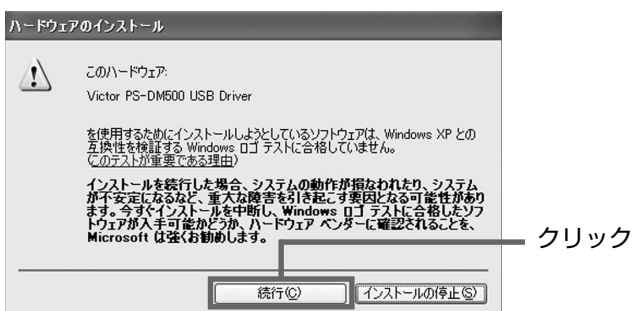 ハードウェアのインストール
このハードウェア:
Victor PS-DM500 USB Driver
を使用するためにインストールしようとしているソフトウェアは、Windows XP との
互換性を検証する Windows ロゴ テストに合格していません。
(このテストが重要である理由)
インストールを続行した場合、システムの動作が損なわれたり、システム
が不安定になるなど、重大な障害を引き起こす要因となる可能性があり
ます。今すぐインストールを中断し、Windows ロゴ テストに合格したソフ
トウェアが入手可能かどうか、ハードウェア ベンダーに確認されることを、
Microsoft は強くお勧めします。
クリック
続行(C)
インストールの停止(S)